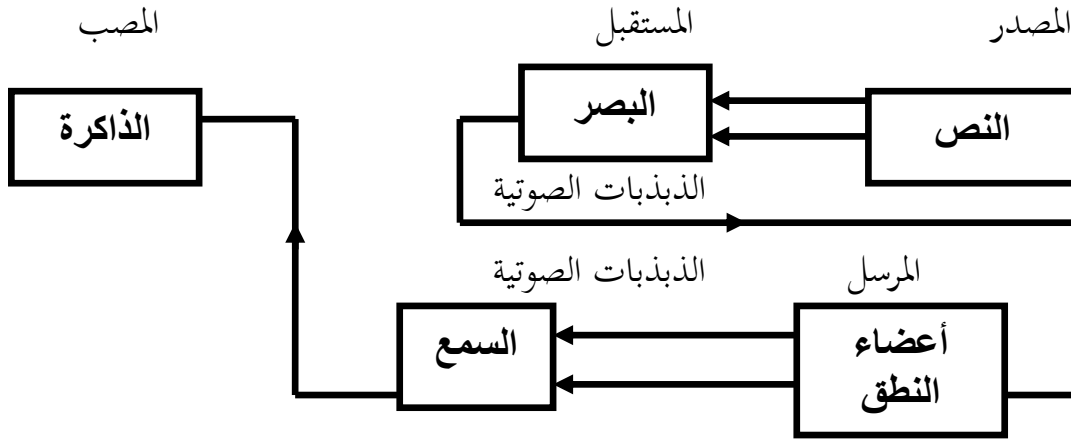 المصدر
المستقبل
المصب
النص
البصر
الذاكرة
الذبذبات الصوتية
المرسل
الذبذبات الصوتية
أعضاء
النطق
السمع